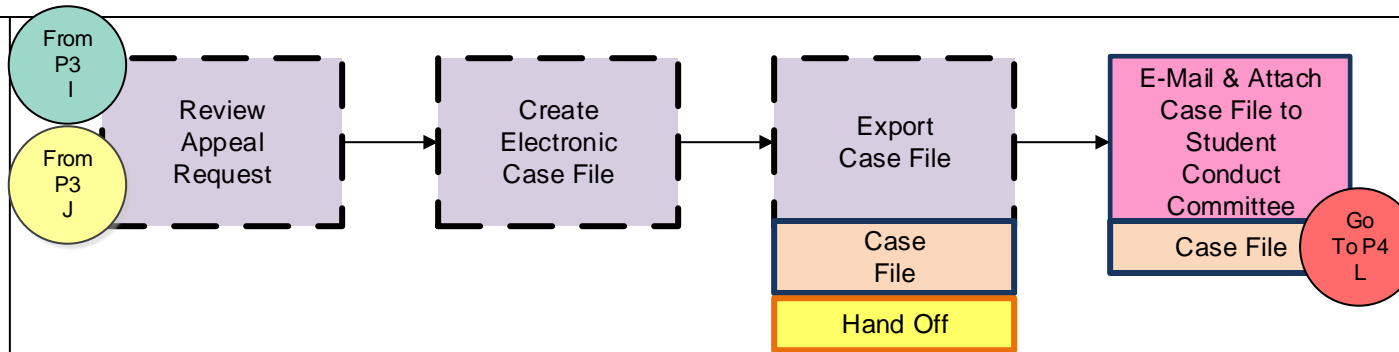 From
P3
I
From
P3
J
Review
Appeal
Request
Create
Electronic
Case File
Export
Case File
Case
File
Hand Off
E-Mail & Attach
Case File to
Student
Conduct
Committee
Case File
Go
To P4
L